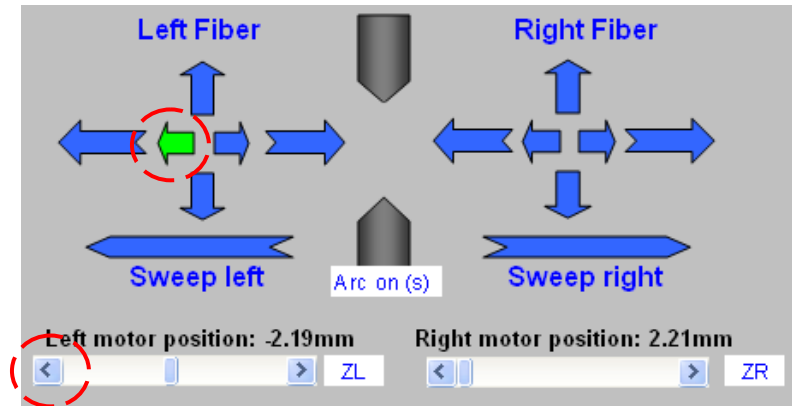 Left Fiber
Right Fiber
Sweep left
Arc on (s)
Sweep right
Left motor position: -2.19mm
Right motor position: 2.21mm
ZL
ZR